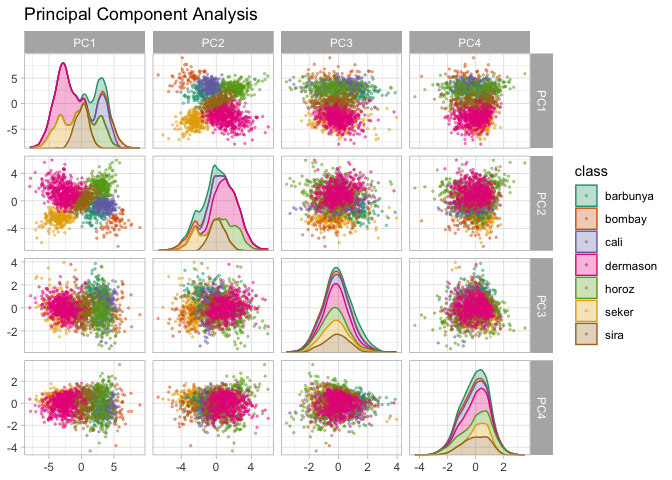 Principal Component Analysis
PC1 PC2 PC3 PC4
5
0
-5
PC1
4
2
0
-4
PC2
4
2
0
-2
PC3
2
0
-2
-4
PC4
-5 0 5 -4 0 4 -2 0 2 4 -4 -2 0 2
class
barbunya
bombay
cali
dermason
horoz
seker
sira